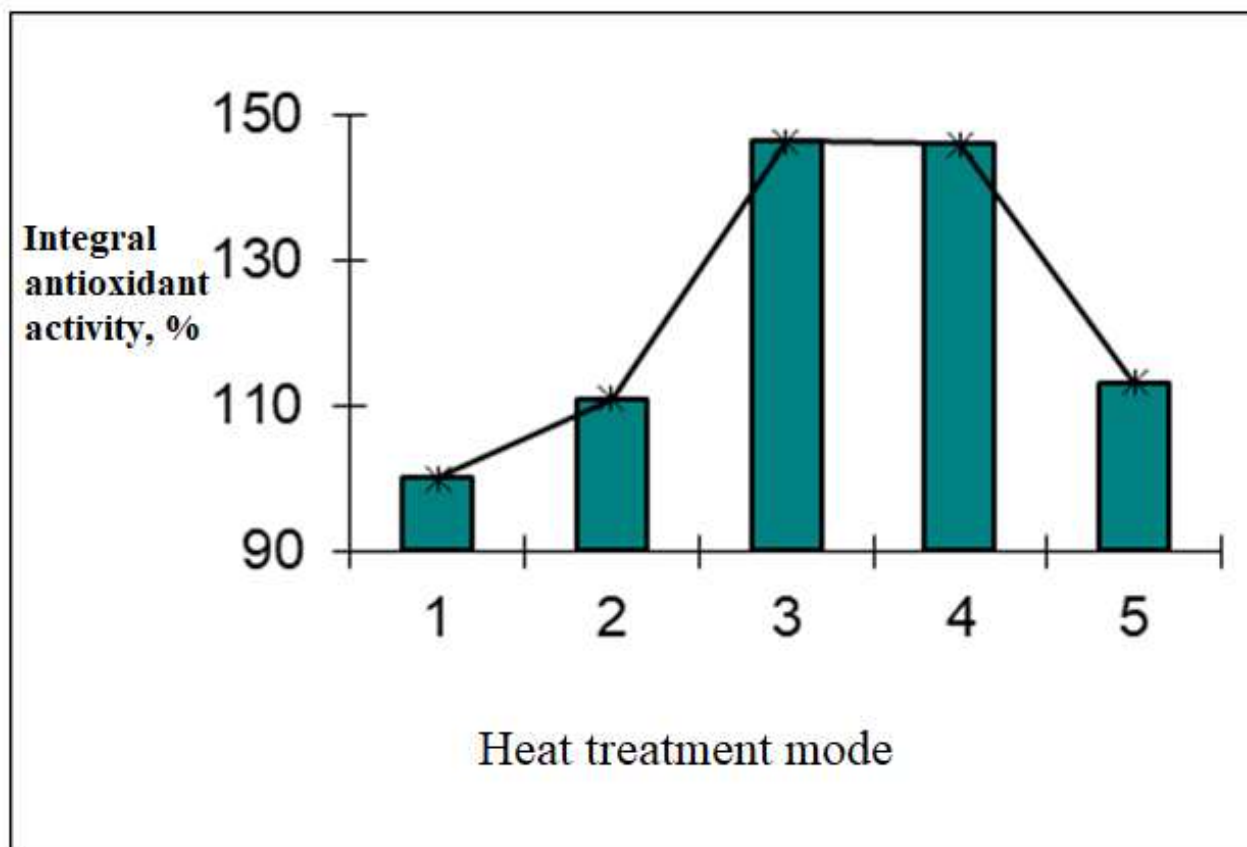 150
Integral
antioxidant
activity, %
130
110
90
1 2 3 4 5
Heat treatment mode